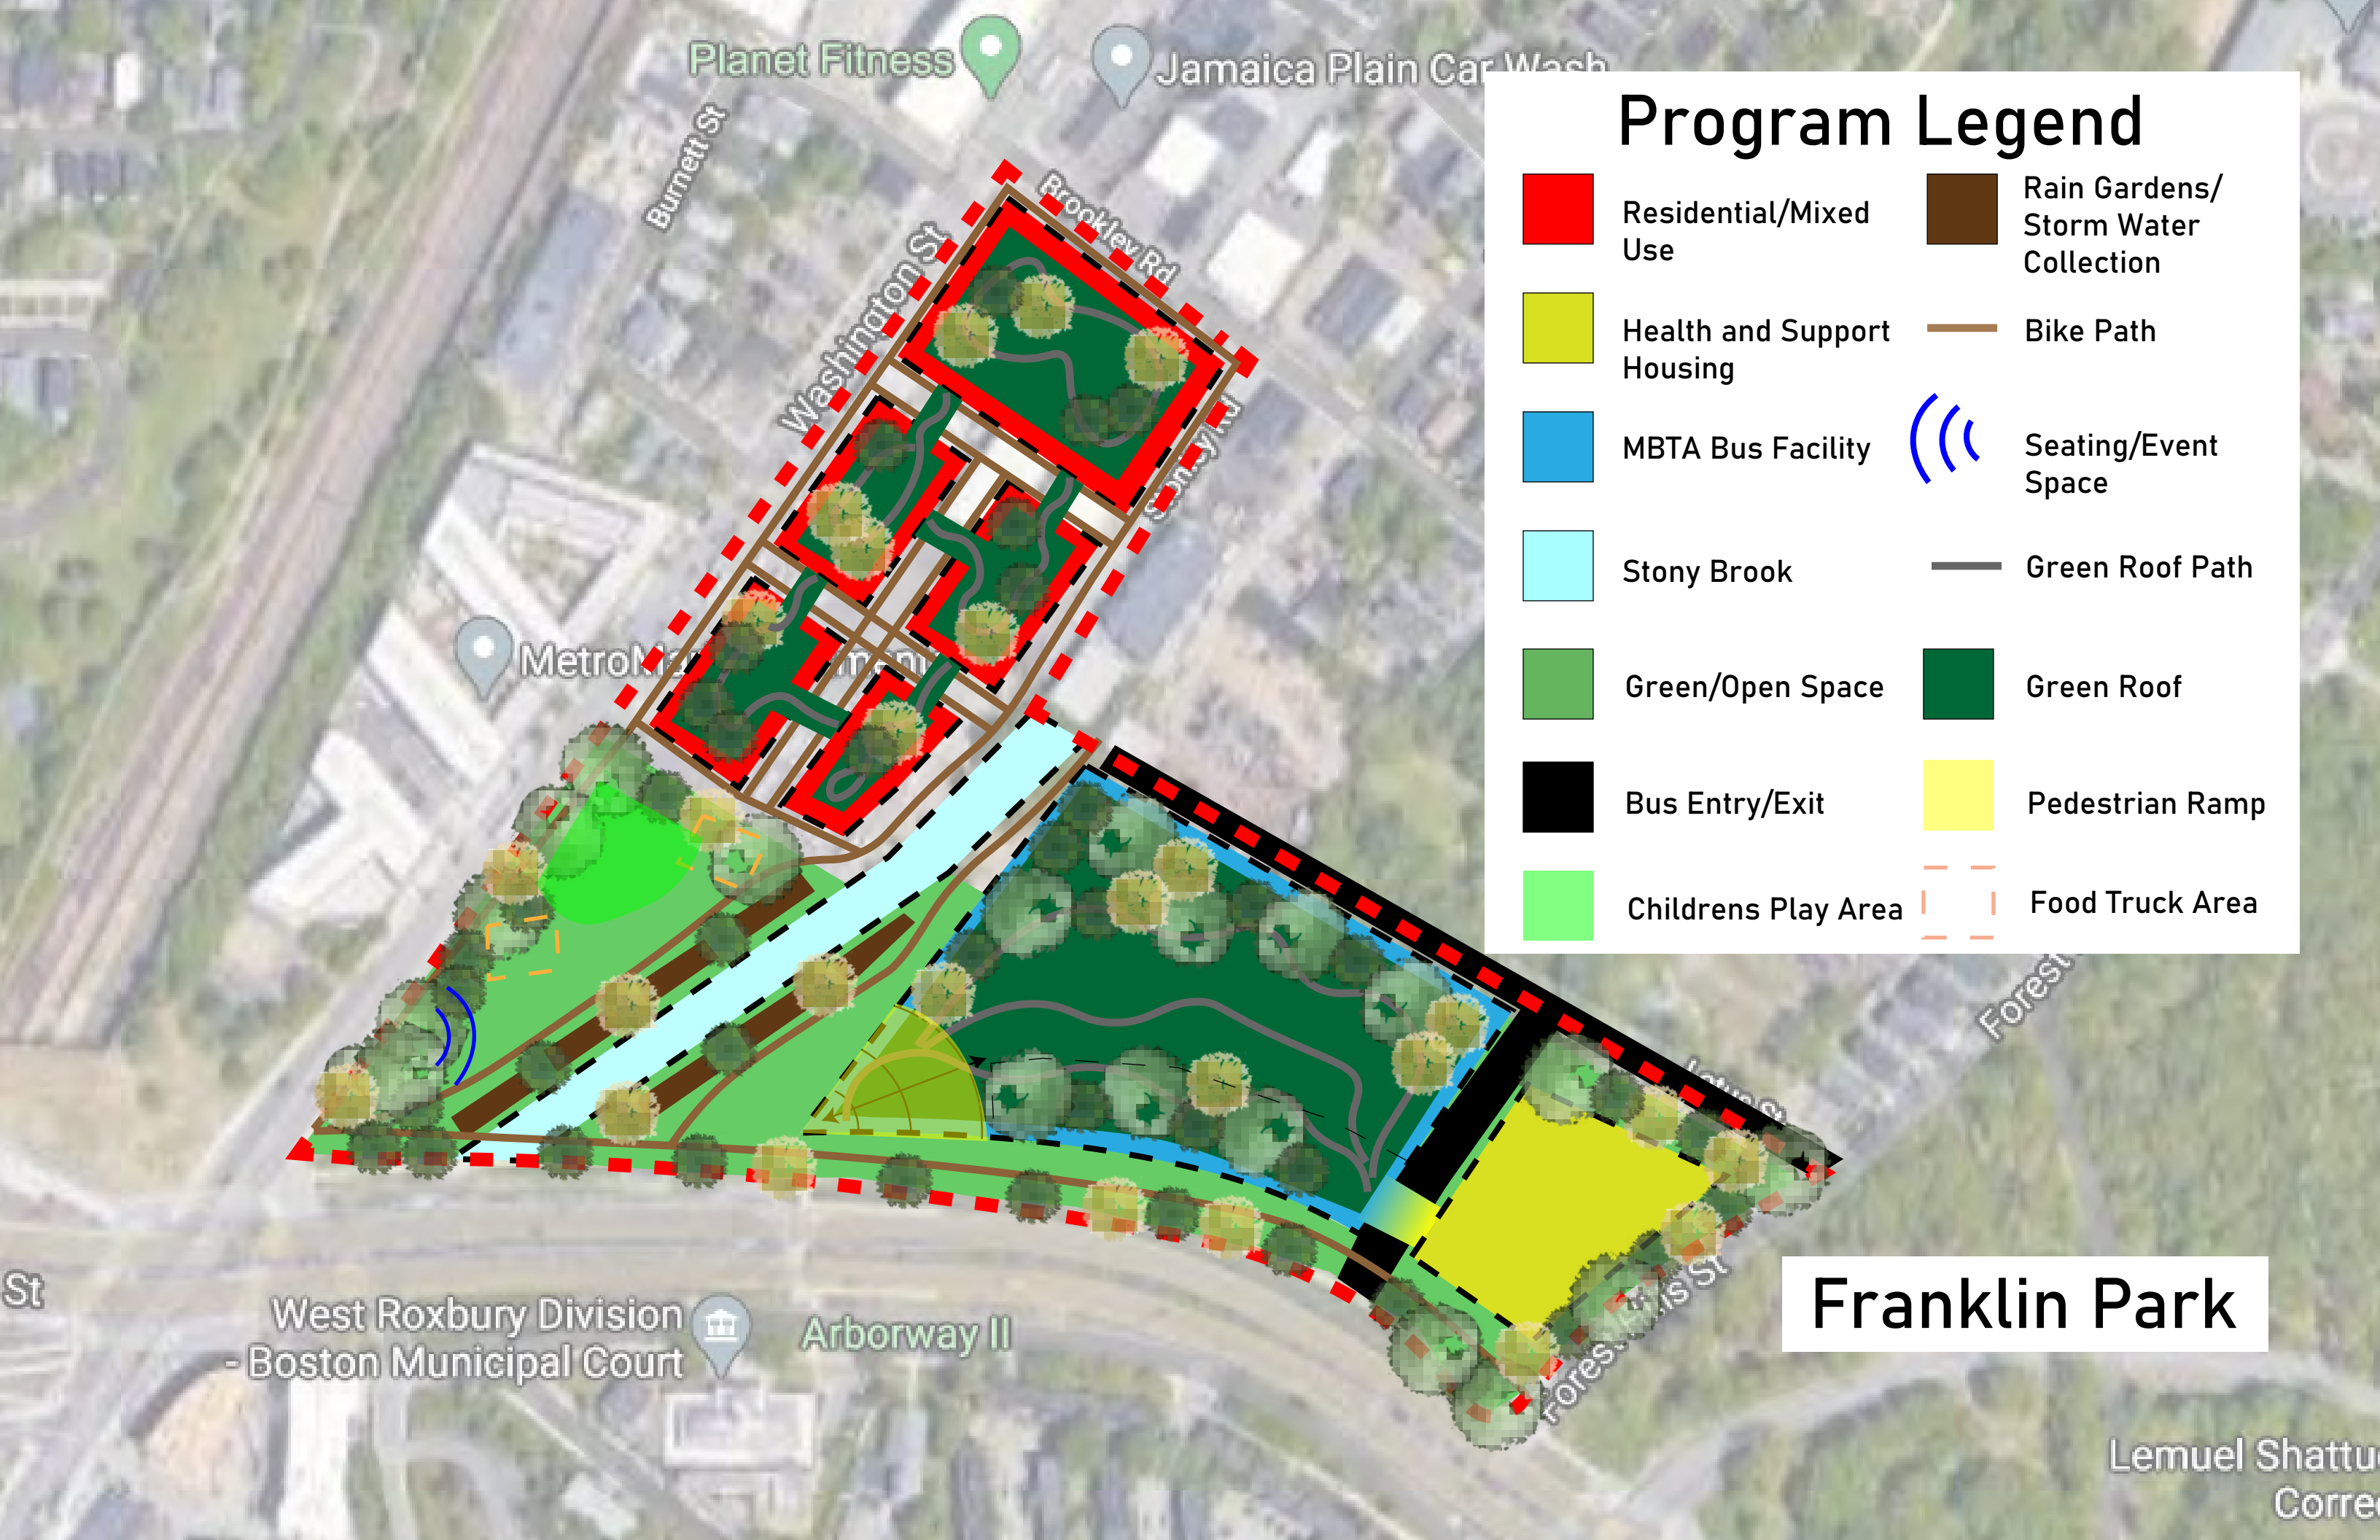 Planet Fitness
Jamaica Plain Car Wash
Burnett St
Brookley Rd
Washington St
Program Legend
Residential/Mixed
Use
Rain Gardens/
Storm Water
Collection
Health and Support
Housing
Bike Path
MBTA Bus Facility
Seating/Event
Space
Stony Brook
Green Roof Path
Green/Open Space
Green Roof
Bus Entry/Exit
Pedestrian Ramp
Childrens Play Area
Food Truck Area
Forest
St
West Roxbury Division
- Boston Municipal Court
Arborway II
Franklin Park
St
Lemuel Shattu
Corre